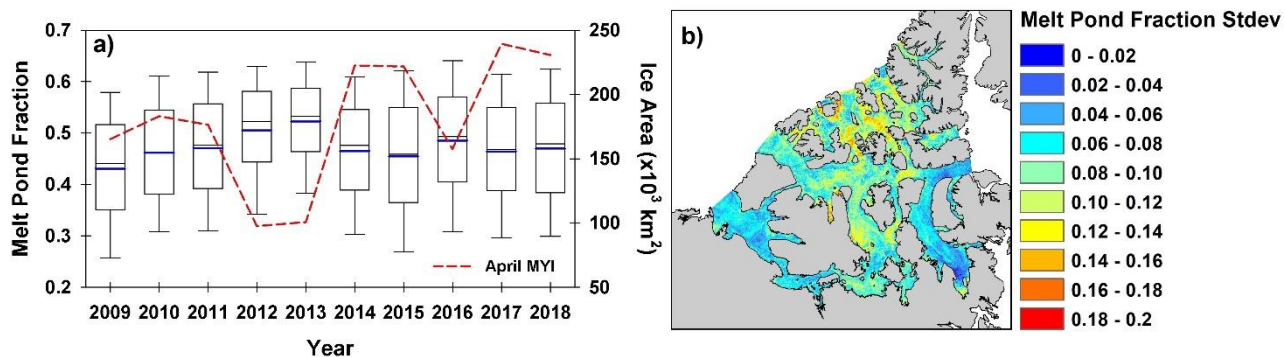 a)
Melt Pond Fraction
0.7
0.6
0.5
0.4
0.3
0.2
250
200
150
100
50
Ice Area (x10³ km²)
April MYI
2009 2010 2011 2012 2013 2014 2015 2016 2017 2018
Year
b)
Melt Pond Fraction Stdev
0 - 0.02
0.02 - 0.04
0.04 - 0.06
0.06 - 0.08
0.08 - 0.10
0.10 - 0.12
0.12 - 0.14
0.14 - 0.16
0.16 - 0.18
0.18 - 0.2